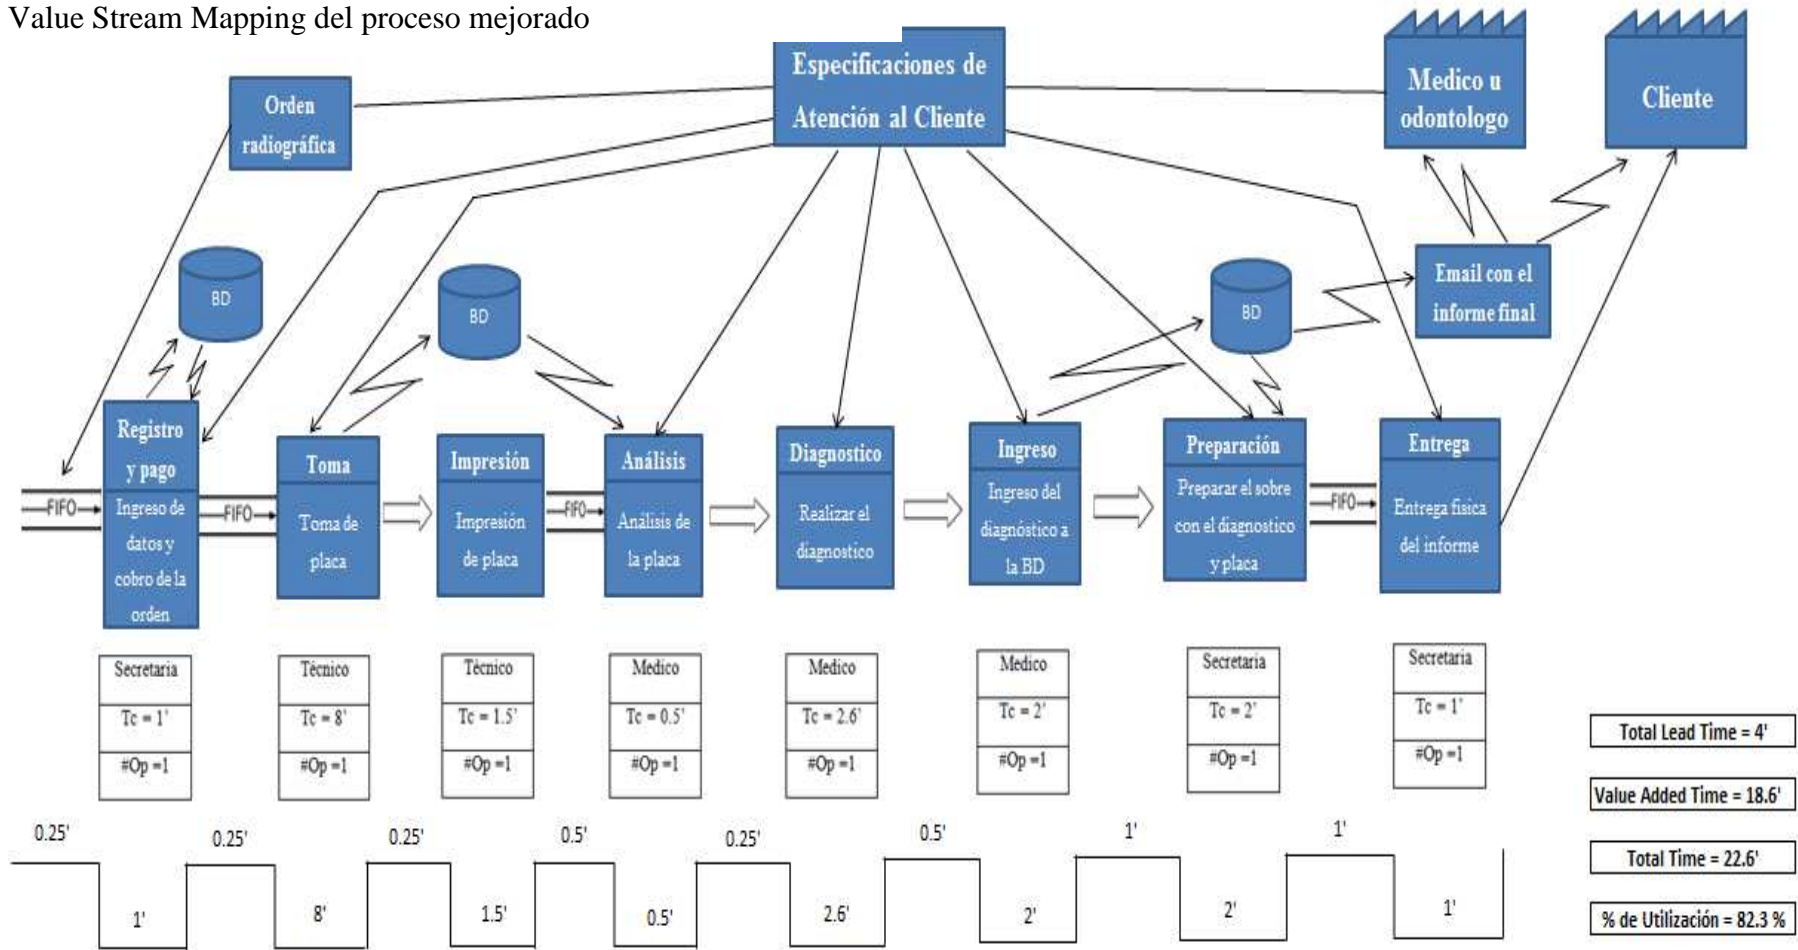 Value Stream Mapping del proceso mejorado
Orden
radiográfica
Especificaciones de
Atención al Cliente
Medico u
odontologo
Cliente
BD
BD
BD
Email con el
informe final
FIFO
Registro
y pago
Ingreso de
datos y
cobro de la
orden
FIFO
Toma
Toma de
placa
Impresión
Impresión
de placa
FIFO
Análisis
Análisis de
la placa
Diagnostico
Realizar el
diagnostico
Ingreso
Ingreso del
diagnóstico a
la BD
Preparación
Preparar el sobre
con el diagnostico
y placa
FIFO
Entrega
Entrega fisica
del informe
Secretaria
Tc = 1'
#Op =1
Técnico
Tc = 8'
#Op =1
Técnico
Tc = 1.5'
#Op =1
Medico
Tc = 0.5'
#Op =1
Medico
Tc = 2.6'
#Op =1
Medico
Tc = 2'
#Op =1
Secretaria
Tc = 2'
#Op =1
Secretaria
Tc = 1'
#Op =1
0.25'
0.25'
0.25'
0.5'
0.25'
0.5'
1'
1'
1'
8'
1.5'
0.5'
2.6'
2'
2'
1'
Total Lead Time = 4'
Value Added Time = 18.6'
Total Time = 22.6'
% de Utilización = 82.3 %